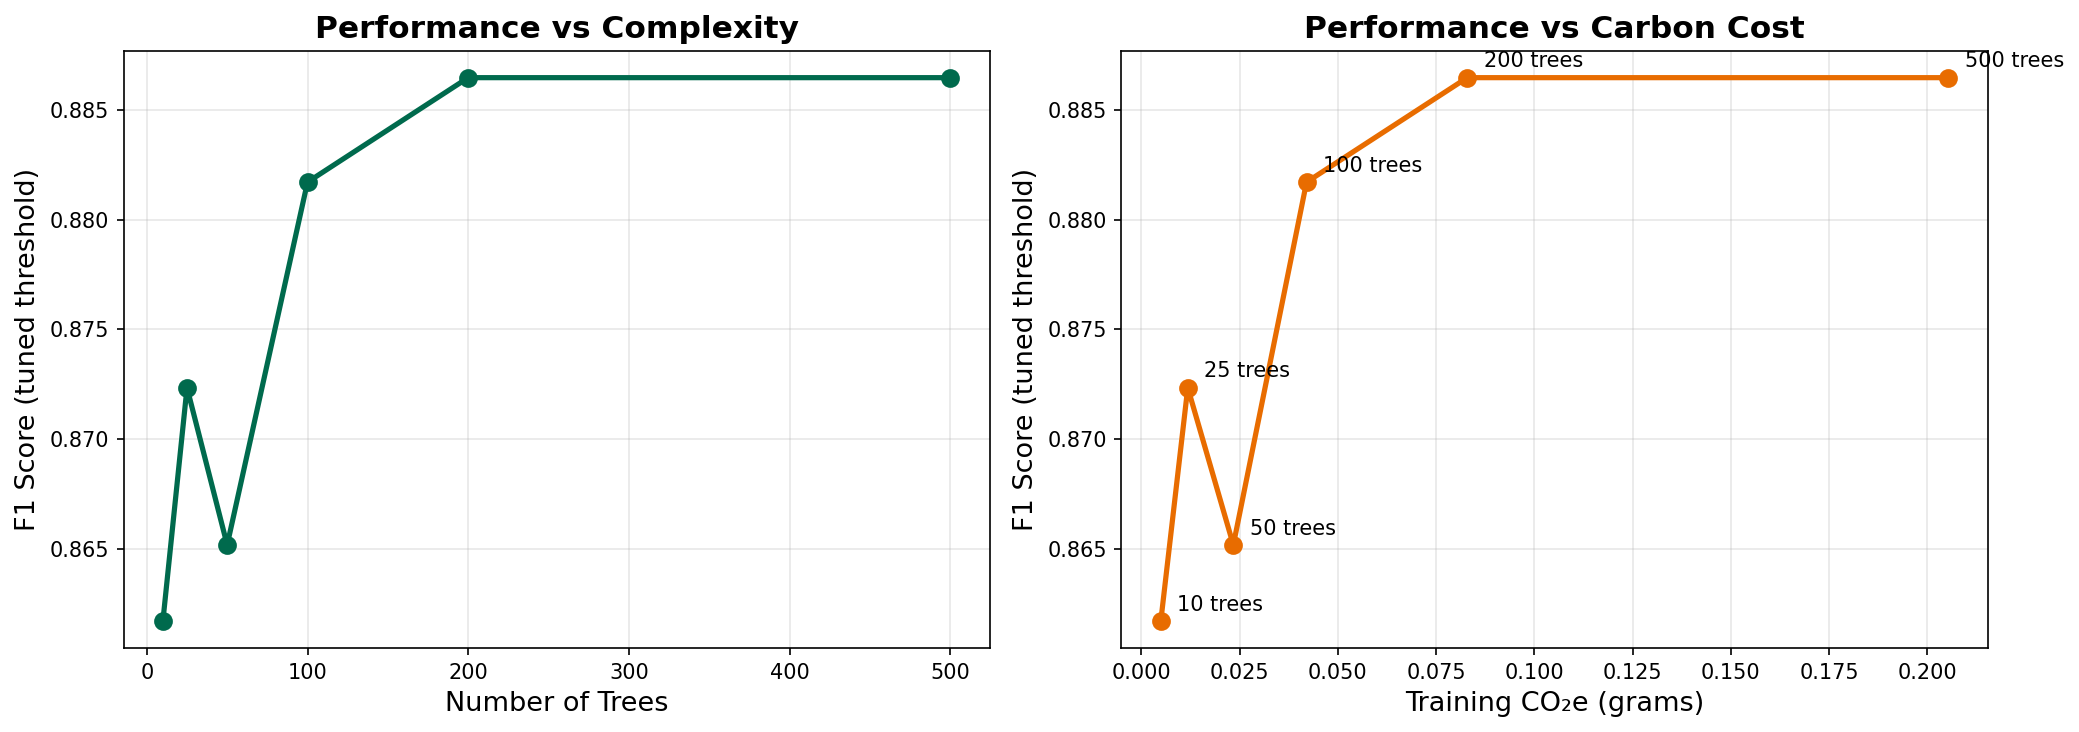 Performance vs Complexity
F1 Score (tuned threshold)
0.885
0.880
0.875
0.870
0.865
0 100 200 300 400 500
Number of Trees
Performance vs Carbon Cost
F1 Score (tuned threshold)
0.885
0.880
0.875
0.870
0.865
200 trees
500 trees
100 trees
25 trees
50 trees
10 trees
0.000 0.025 0.050 0.075 0.100 0.125 0.150 0.175 0.200
Training CO₂e (grams)